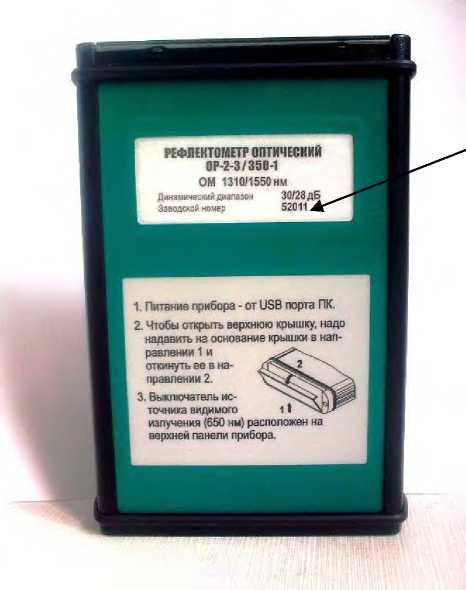 РЕФЛЕКТОМЕТР ОПТИЧЕСКИЙ
ОР-2-3/350-1
ОМ 1310/1550 нм
Динамический диапазон 30/28 дБ
Заводской номер 52011
1. Питание прибора - от USB порта ПК.
2. Чтобы открыть верхнюю крышку, надо
надавить на основание крышки в нап-
равлении 1 и
откинуть ее в на-
правлении 2.
3. Выключатель ис-
точника видимого
излучения (650 нм) расположен на
верхней панели прибора.
2
1